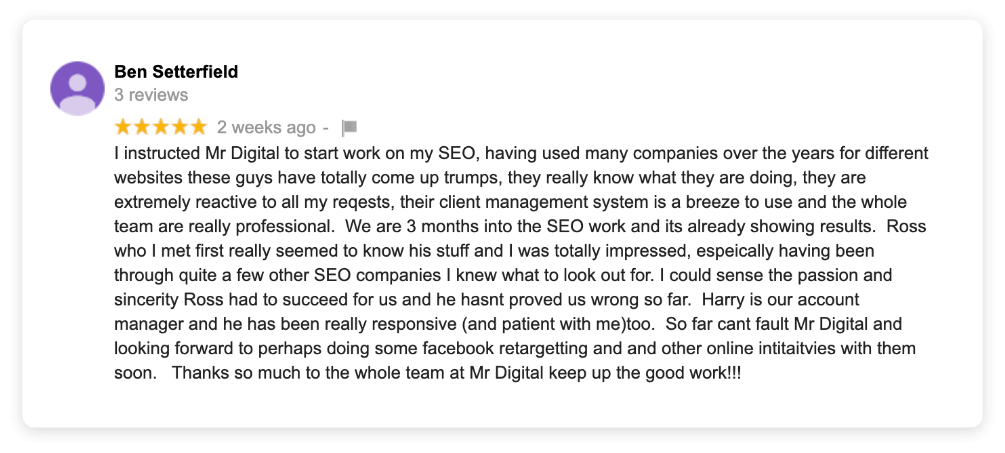 Ben Setterfield
3 reviews
2 weeks ago -
I instructed Mr Digital to start work on my SEO, having used many companies over the years for different
websites these guys have totally come up trumps, they really know what they are doing, they are
extremely reactive to all my reqests, their client management system is a breeze to use and the whole
team are really professional.  We are 3 months into the SEO work and its already showing results.  Ross
who I met first really seemed to know his stuff and I was totally impressed, espeically having been
through quite a few other SEO companies I knew what to look out for. I could sense the passion and
sincerity Ross had to succeed for us and he hasnt proved us wrong so far.  Harry is our account
manager and he has been really responsive (and patient with me)too.  So far cant fault Mr Digital and
looking forward to perhaps doing some facebook retargetting and and other online intitaitvies with them
soon.   Thanks so much to the whole team at Mr Digital keep up the good work!!!